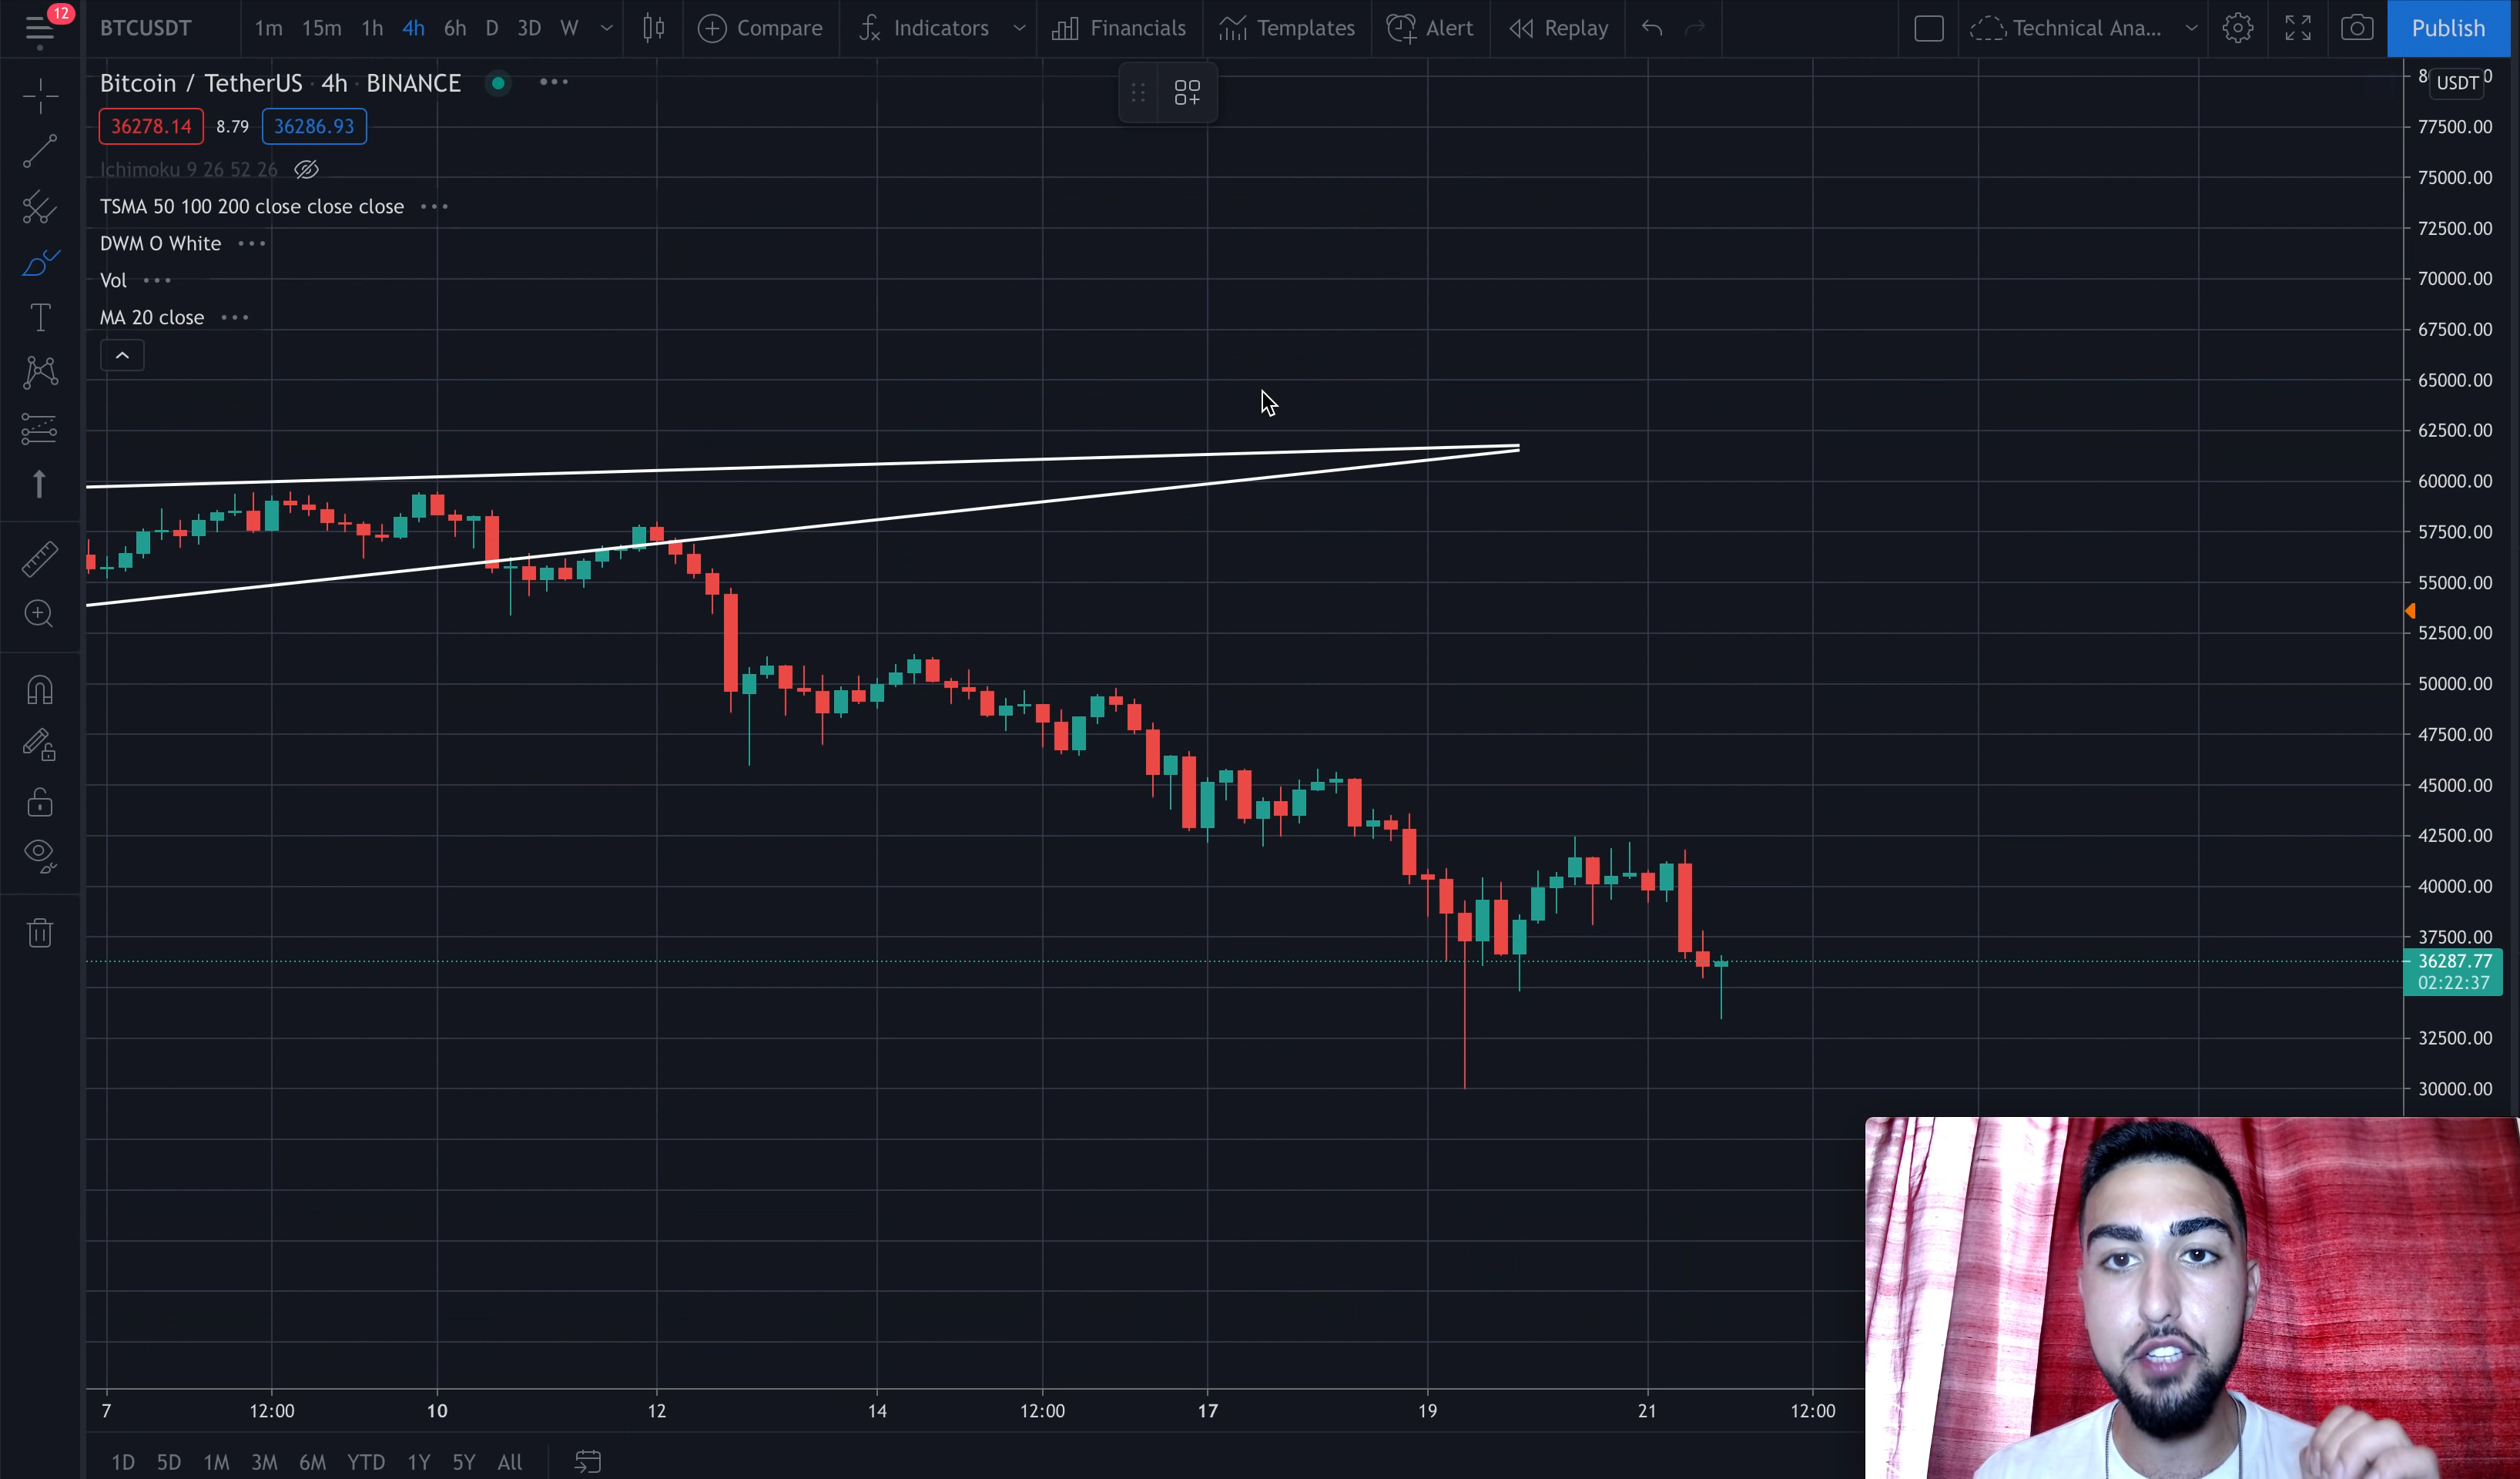 12
BTCUSDT 1m 15m 1h 4h 6h D 3D W Compare Indicators Financials Templates Alert Replay Technical Ana... Publish
Bitcoin / TetherUS · 4h · BINANCE
36278.14 8.79 36286.93
Ichimoku 9 26 52 26
TSMA 50 100 200 close close close
DWM O White
Vol
MA 20 close
USDT
77500.00
75000.00
72500.00
70000.00
67500.00
65000.00
62500.00
60000.00
57500.00
55000.00
52500.00
50000.00
47500.00
45000.00
42500.00
40000.00
37500.00
36287.77
02:22:37
32500.00
30000.00
7 12:00 10 12 14 12:00 17 19 21 12:00
1D 5D 1M 3M 6M YTD 1Y 5Y All